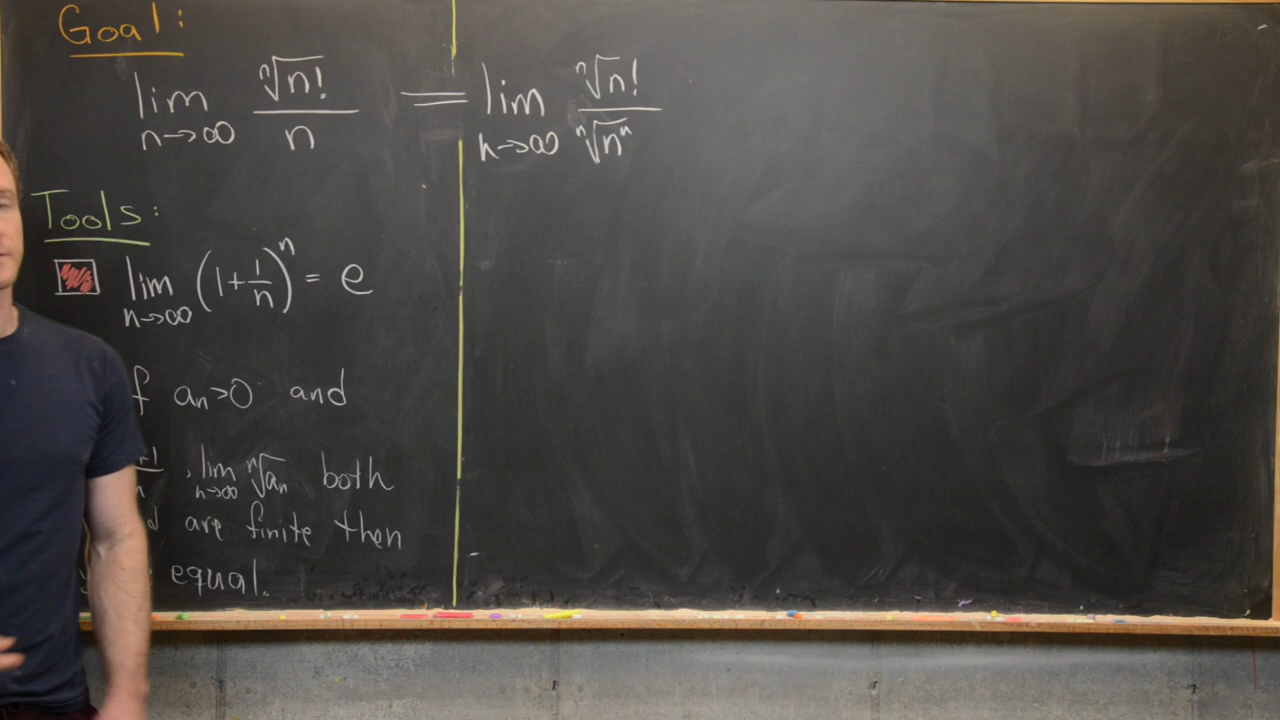 Goal:
lim n→∞ ⁿ√n! / n = lim n→∞ ⁿ√n! / ⁿ√nⁿ
Tools:
lim n→∞ (1+1/n)ⁿ = e
aₙ>0 and
, lim n→∞ ⁿ√aₙ both
are finite then
equal.